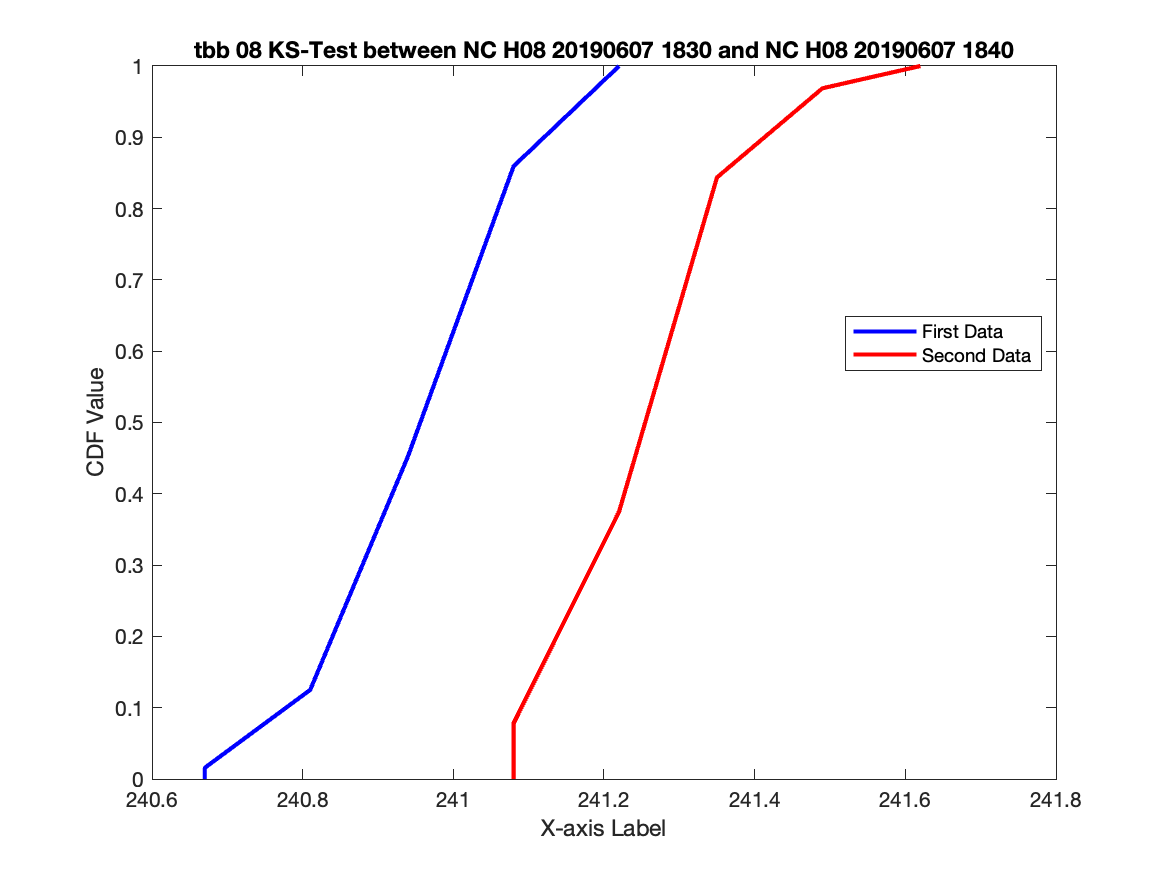 tbb 08 KS-Test between NC H08 20190607 1830 and NC H08 20190607 1840
1
0.9
0.8
0.7
0.6
0.5
0.4
0.3
0.2
0.1
0
CDF Value
First Data
Second Data
240.6 240.8 241 241.2 241.4 241.6 241.8
X-axis Label